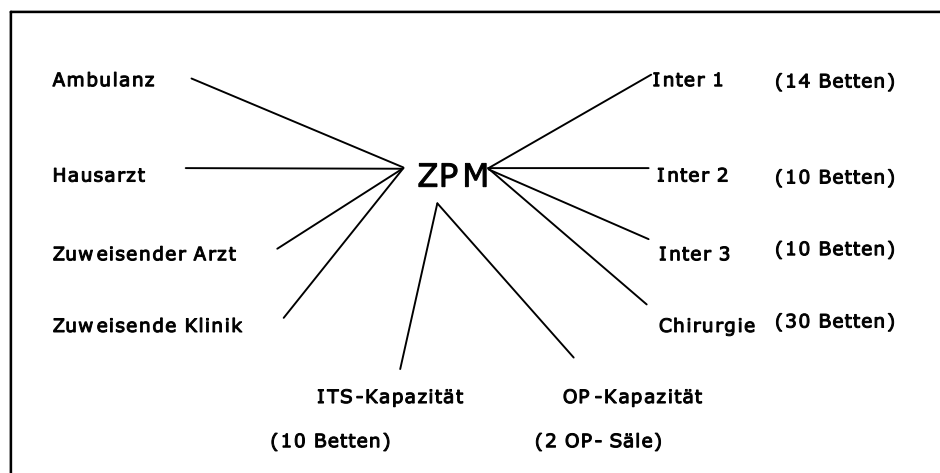 Ambulanz
Inter 1 (14 Betten)
ZPM
Hausarzt
Inter 2 (10 Betten)
Zuweisender Arzt
Inter 3 (10 Betten)
Zuweisende Klinik
Chirurgie (30 Betten)
ITS-Kapazität
OP-Kapazität
(10 Betten)
(2 OP- Säle)